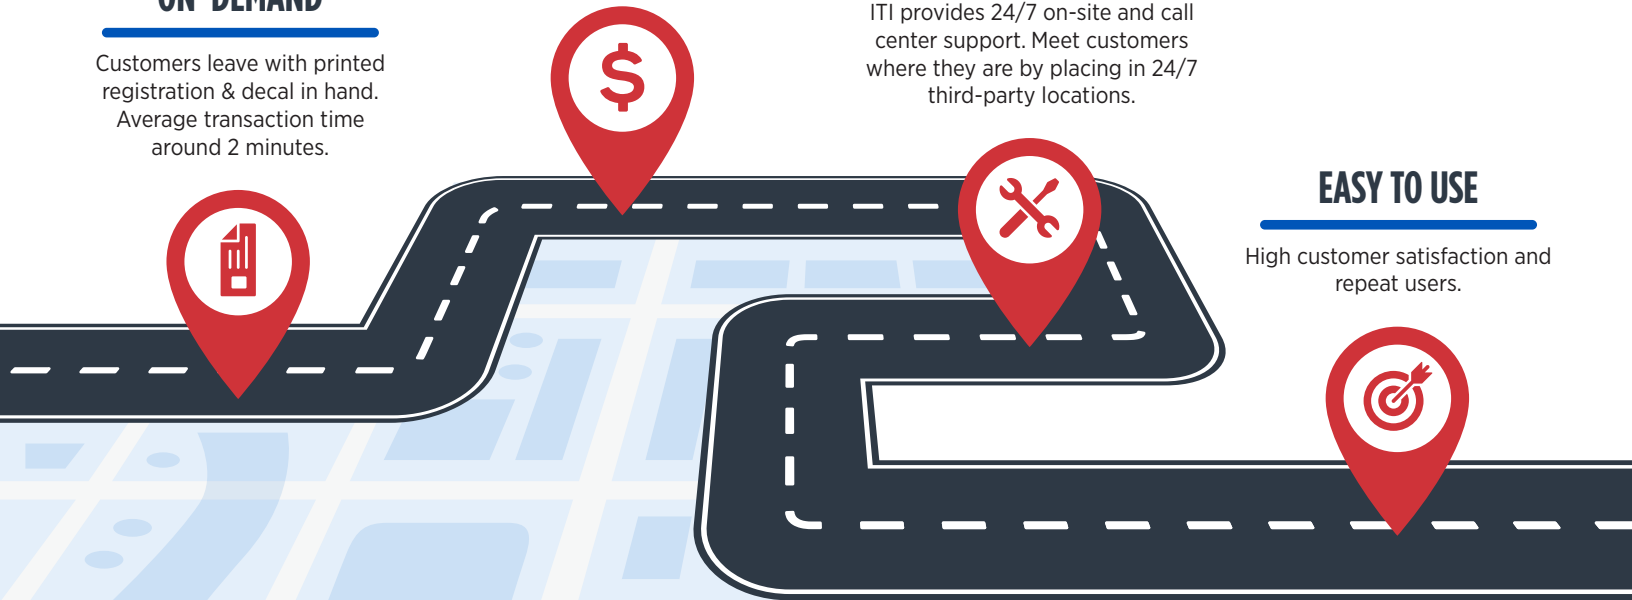 ON-DEMAND
Customers leave with printed
registration & decal in hand.
Average transaction time
around 2 minutes.
ITI provides 24/7 on-site and call
center support. Meet customers
where they are by placing in 24/7
third-party locations.
EASY TO USE
High customer satisfaction and
repeat users.